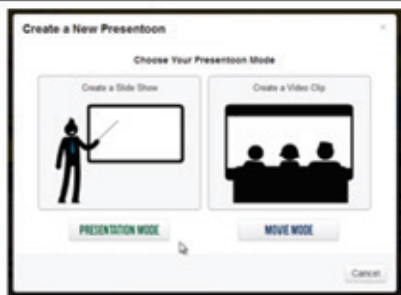 Create a New Presentoon
×
Choose Your Presentoon Mode
Create a Slide Show
Create a Video Clip
PRESENTATION MODE
MOVIE MODE
Cancel